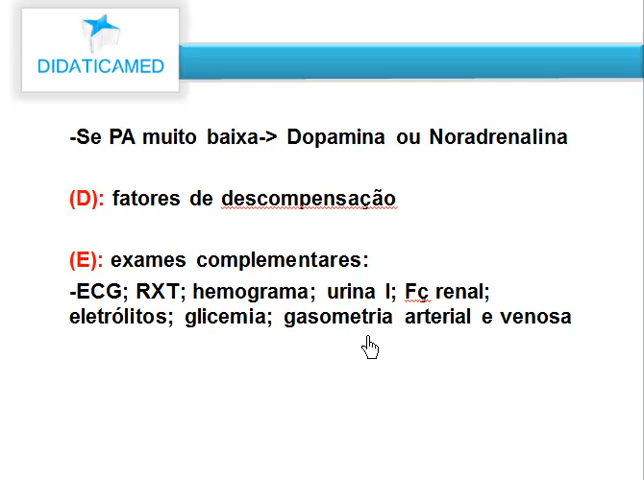 DIDATICAMED
-Se PA muito baixa-> Dopamina ou Noradrenalina
(D): fatores de descompensação
(E): exames complementares:
-ECG; RXT; hemograma; urina I; Fç renal;
eletrólitos; glicemia; gasometria arterial e venosa